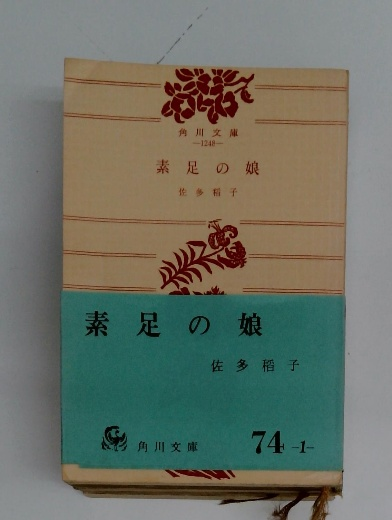 角川文庫
—1248—
素足の娘
佐多稲子
素足の娘
佐多稲子
角川文庫
74 -1-